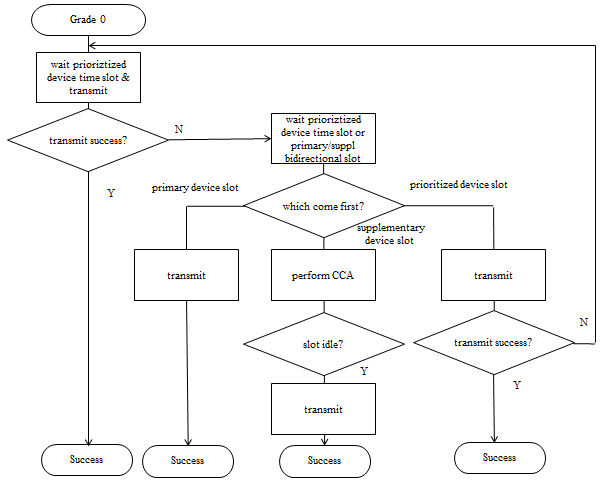 Grade 0
wait prioriztized
device time slot &
transmit
transmit success?
N
Y
wait prioriztized
device time slot or
primary/suppl
bidirectional slot
primary device slot
which come first?
prioritized device slot
supplementary
device slot
transmit
perform CCA
transmit
slot idle?
Y
transmit success?
N
Y
transmit
Success
Success
Success
Success